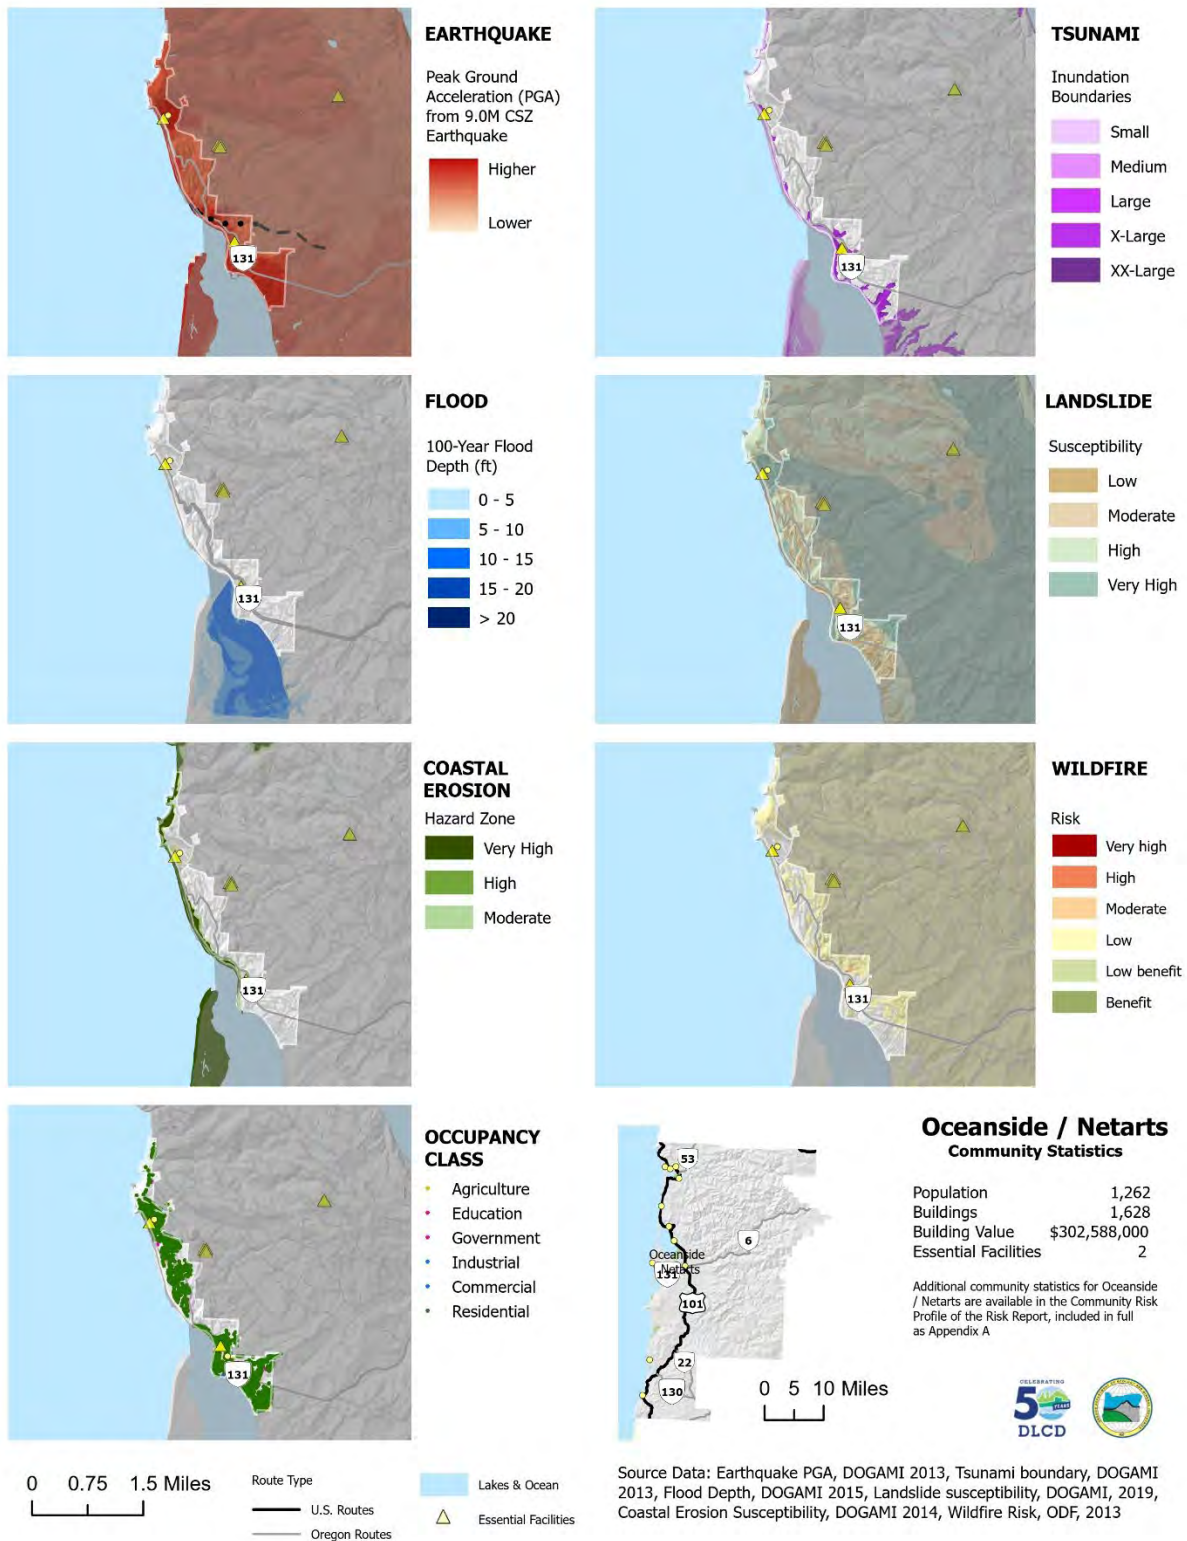 EARTHQUAKE
Peak Ground
Acceleration (PGA)
from 9.0M CSZ
Earthquake
Higher
Lower
131
TSUNAMI
Inundation
Boundaries
Small
Medium
Large
X-Large
XX-Large
131
FLOOD
100-Year Flood
Depth (ft)
0 - 5
5 - 10
10 - 15
15 - 20
> 20
131
LANDSLIDE
Susceptibility
Low
Moderate
High
Very High
131
COASTAL
EROSION
Hazard Zone
Very High
High
Moderate
131
WILDFIRE
Risk
Very high
High
Moderate
Low
Low benefit
Benefit
131
OCCUPANCY
CLASS
Agriculture
Education
Government
Industrial
Commercial
Residential
131
53
6
Oceanside
Netarts
131
101
22
130
0 5 10 Miles
Oceanside / Netarts
Community Statistics
Population 1,262
Buildings 1,628
Building Value $302,588,000
Essential Facilities 2
Additional community statistics for Oceanside
/ Netarts are available in the Community Risk
Profile of the Risk Report, included in full
as Appendix A
CELEBRATING
50
YEARS
DLCD
0 0.75 1.5 Miles
Route Type
U.S. Routes
Oregon Routes
Lakes & Ocean
Essential Facilities
Source Data: Earthquake PGA, DOGAMI 2013, Tsunami boundary, DOGAMI
2013, Flood Depth, DOGAMI 2015, Landslide susceptibility, DOGAMI, 2019,
Coastal Erosion Susceptibility, DOGAMI 2014, Wildfire Risk, ODF, 2013